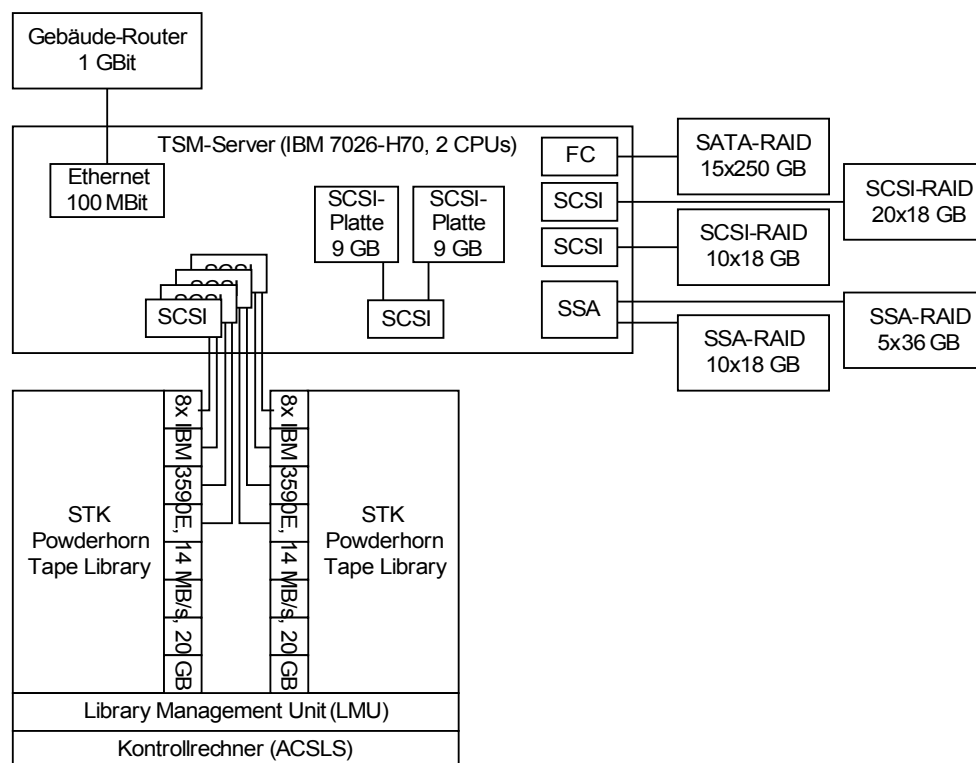 Gebäude-Router
1 GBit
TSM-Server (IBM 7026-H70, 2 CPUs)
Ethernet
100 MBit
SCSI-
Platte
9 GB
SCSI-
Platte
9 GB
SCSI
FC
SCSI
SCSI
SSA
SATA-RAID
15x250 GB
SCSI-RAID
20x18 GB
SCSI-RAID
10x18 GB
SSA-RAID
5x36 GB
SSA-RAID
10x18 GB
SCSI
SCSI
SCSI
SCSI
STK
Powderhorn
Tape Library
8x IBM 3590E, 14 MB/s, 20 GB
8x IBM 3590E, 14 MB/s, 20 GB
STK
Powderhorn
Tape Library
Library Management Unit (LMU)
Kontrollrechner (ACSLS)